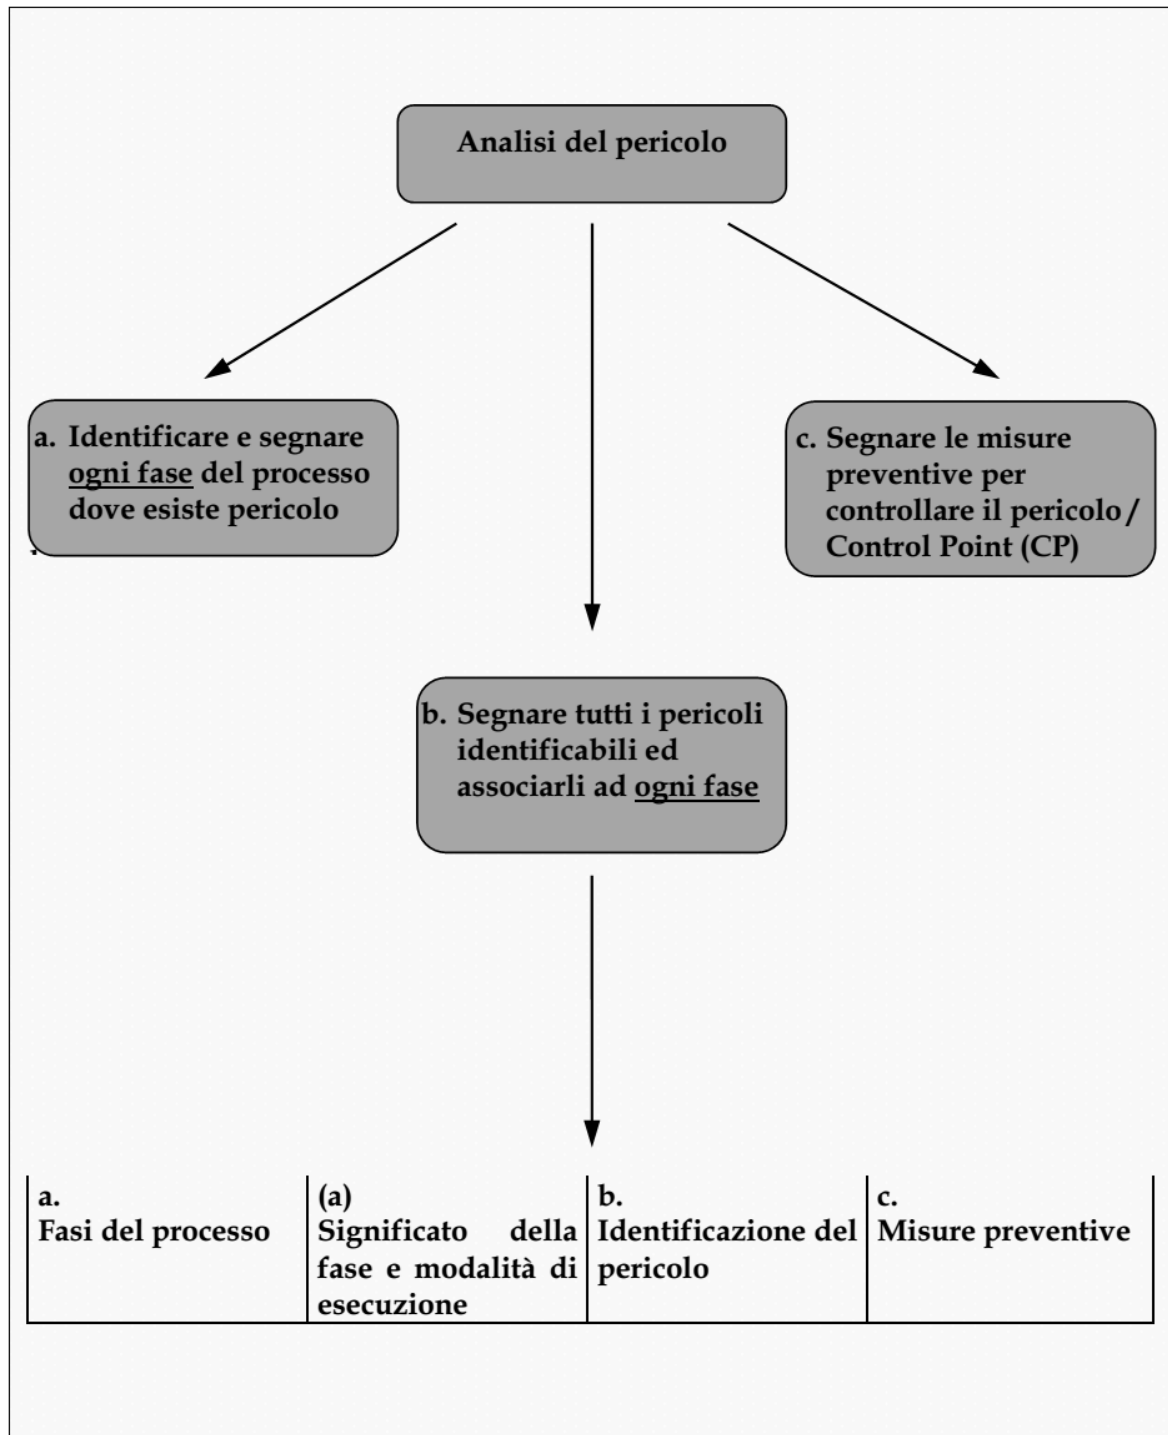 Analisi del pericolo
a. Identificare e segnare
ogni fase del processo
dove esiste pericolo
c. Segnare le misure
preventive per
controllare il pericolo /
Control Point (CP)
b. Segnare tutti i pericoli
identificabili ed
associarli ad ogni fase
a.
Fasi del processo
(a)
Significato della
fase e modalità di
esecuzione
b.
Identificazione del
pericolo
c.
Misure preventive